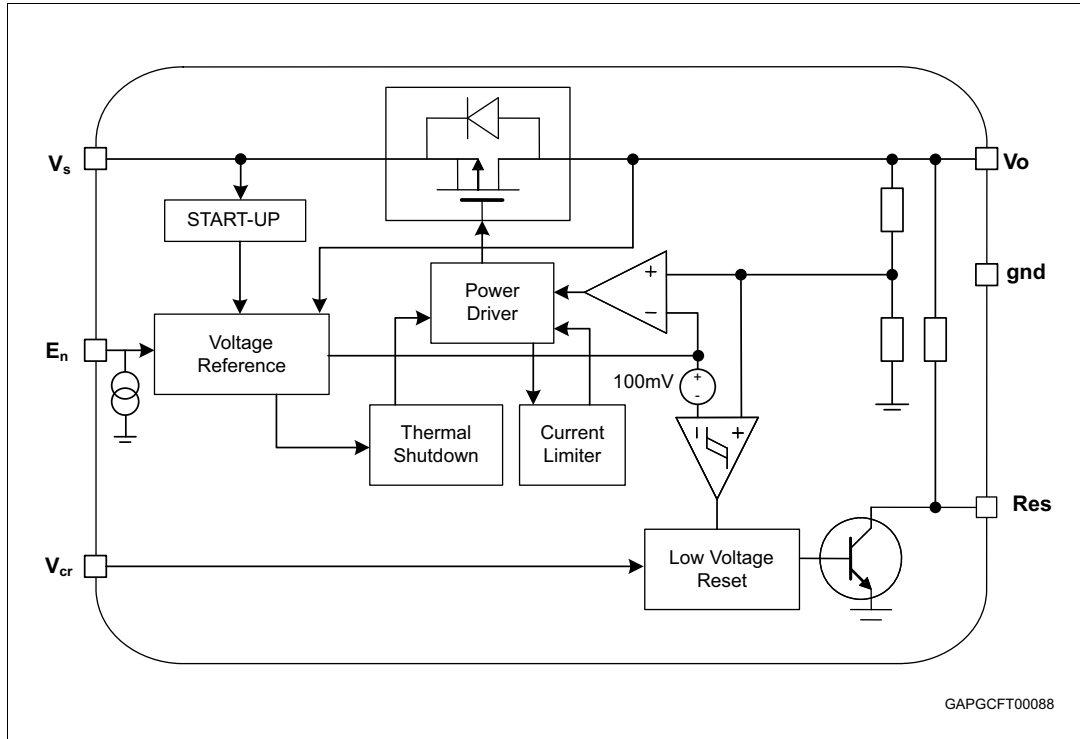 Vs
Vo
START-UP
gnd
Power
Driver
+
−
En
Voltage
Reference
100mV
+
-
Thermal
Shutdown
Current
Limiter
− +
Res
Vcr
Low Voltage
Reset
GAPGCFT00088